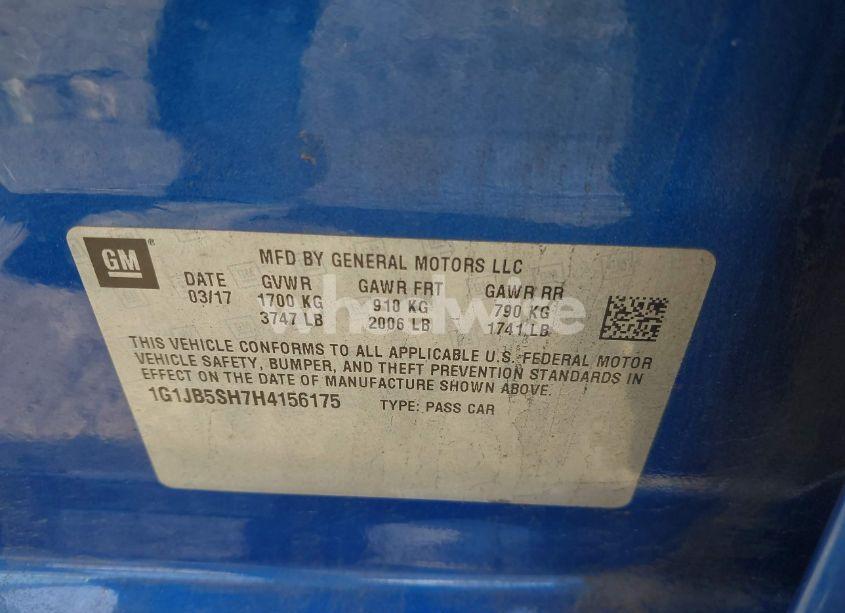 GM
MFD BY GENERAL MOTORS LLC
DATE GVWR GAWR FRT GAWR RR
03/17 1700 KG 910 KG 790 KG
3747 LB 2006 LB 1741 LB
THIS VEHICLE CONFORMS TO ALL APPLICABLE U.S. FEDERAL MOTOR
VEHICLE SAFETY, BUMPER, AND THEFT PREVENTION STANDARDS IN
EFFECT ON THE DATE OF MANUFACTURE SHOWN ABOVE.
1G1JB5SH7H4156175 TYPE: PASS CAR